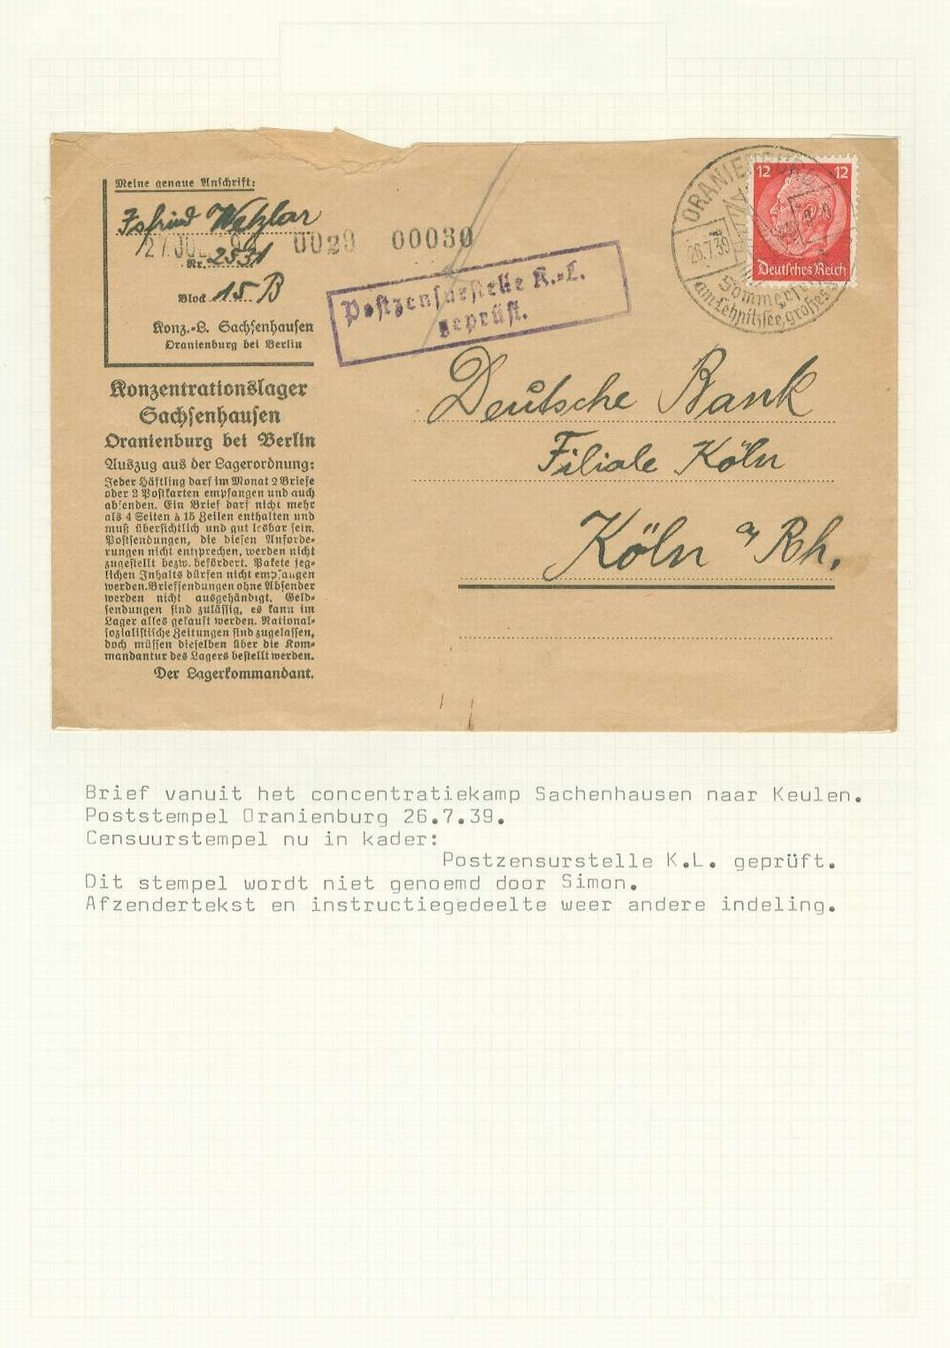 Meine genaue Anschrift:
Wetzlar
27.JUL. 0029 00030
Nr. 2531
Block 15 B
Konz.-L. Sachsenhausen
Oranienburg bei Berlin
Konzentrationslager
Sachsenhausen
Oranienburg bei Berlin
Auszug aus der Lagerordnung:
Jeder Häftling darf im Monat 2 Briefe
oder 2 Postkarten empfangen und auch
absenden. Ein Brief darf nicht mehr
als 4 Seiten à 15 Zeilen enthalten und
muß übersichtlich und gut lesbar sein.
Postsendungen, die diesen Anforde-
rungen nicht entsprechen, werden nicht
zugestellt bezw. befördert. Pakete jeg-
lichen Inhalts dürfen nicht empfangen
werden. Briefsendungen ohne Absender
werden nicht ausgehändigt. Geld-
sendungen sind zulässig, es kann im
Lager alles gekauft werden. National-
sozialistische Zeitungen sind zugelassen,
doch müssen dieselben über die Kom-
mandantur des Lagers bestellt werden.
Der Lagerkommandant.
Postzensurstelle K.-L.
geprüft.
ORANIENBURG
26.7.39
Sommer
am Lehnitzsee, großes
12 12
Deutsches Reich
Deutsche Bank
Filiale Köln
Köln a/ Rh.
Brief vanuit het concentratiekamp Sachenhausen naar Keulen.
Poststempel Oranienburg 26.7.39.
Censuurstempel nu in kader:
Postzensurstelle K.L. geprüft.
Dit stempel wordt niet genoemd door Simon.
Afzendertekst en instructiegedeelte weer andere indeling.